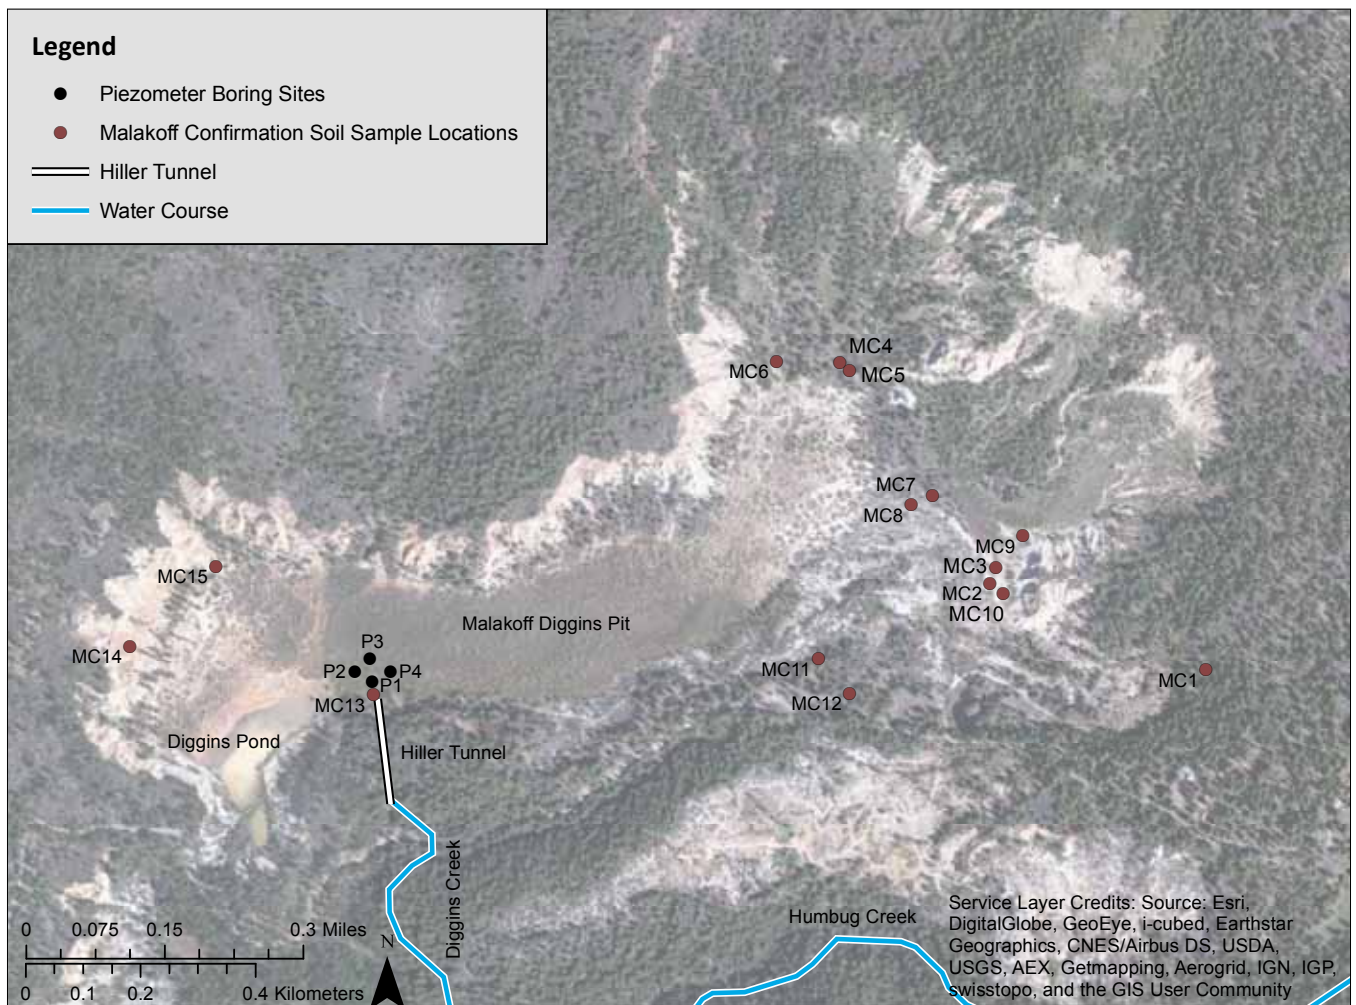 Legend
Piezometer Boring Sites
Malakoff Confirmation Soil Sample Locations
Hiller Tunnel
Water Course
MC4
MC6
MC5
MC7
MC8
MC9
MC3
MC2
MC10
MC15
Malakoff Diggins Pit
MC14
P3
P2
P4
P1
MC13
MC11
MC12
MC1
Diggins Pond
Hiller Tunnel
Diggins Creek
Humbug Creek
N
0 0.075 0.15 0.3 Miles
0 0.1 0.2 0.4 Kilometers
Service Layer Credits: Source: Esri,
DigitalGlobe, GeoEye, i-cubed, Earthstar
Geographics, CNES/Airbus DS, USDA,
USGS, AEX, Getmapping, Aerogrid, IGN, IGP,
swisstopo, and the GIS User Community